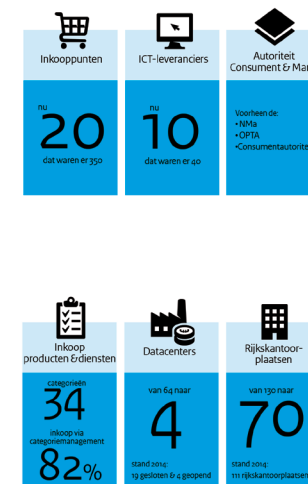 Inkooppunten
nu
20
dat waren er 350
ICT-leveranciers
nu
10
dat waren er 40
Autoriteit
Consument & Mar
Voorheen de:
•NMa
•OPTA
•Consumentautorite
Inkoop
producten & diensten
categorieën
34
inkoop via
categoriemanagement
82%
Datacenters
van 64 naar
4
stand 2014:
19 gesloten & 4 geopend
Rijkskantoor-
plaatsen
van 130 naar
70
stand 2014:
111 rijkskantoorplaatsen